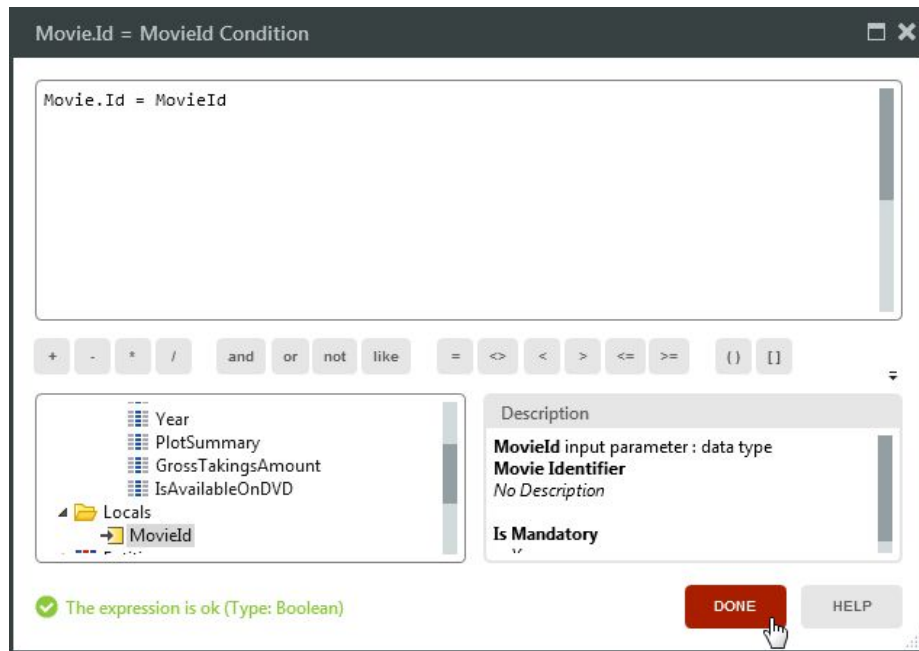 Movie.Id = MovieId Condition
Movie.Id = MovieId
+ - * / and or not like = <> < > <= >= () []
Year
PlotSummary
GrossTakingsAmount
IsAvailableOnDVD
Locals
MovieId
Description
MovieId input parameter : data type
Movie Identifier
No Description
Is Mandatory
The expression is ok (Type: Boolean)
DONE
HELP